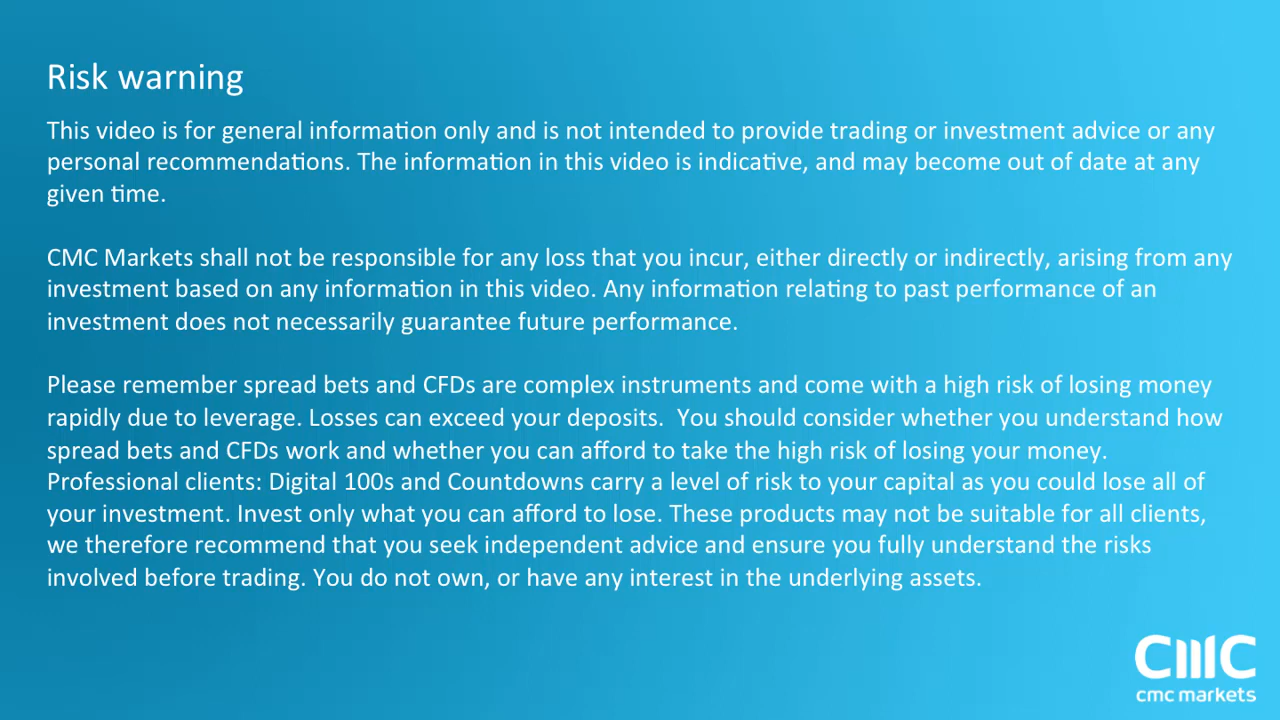 Risk warning
This video is for general information only and is not intended to provide trading or investment advice or any
personal recommendations. The information in this video is indicative, and may become out of date at any
given time.
CMC Markets shall not be responsible for any loss that you incur, either directly or indirectly, arising from any
investment based on any information in this video. Any information relating to past performance of an
investment does not necessarily guarantee future performance.
Please remember spread bets and CFDs are complex instruments and come with a high risk of losing money
rapidly due to leverage. Losses can exceed your deposits.  You should consider whether you understand how
spread bets and CFDs work and whether you can afford to take the high risk of losing your money.
Professional clients: Digital 100s and Countdowns carry a level of risk to your capital as you could lose all of
your investment. Invest only what you can afford to lose. These products may not be suitable for all clients,
we therefore recommend that you seek independent advice and ensure you fully understand the risks
involved before trading. You do not own, or have any interest in the underlying assets.
CMC
cmc markets